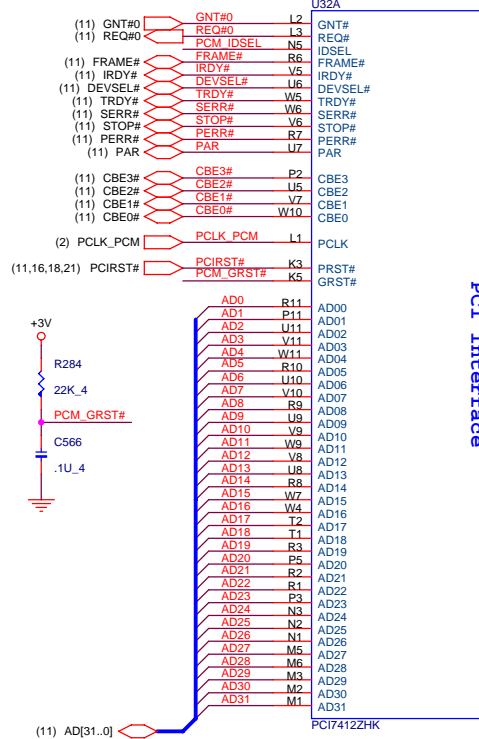 U32A
(11) GNT#0 GNT#0 L2 GNT#
(11) REQ#0 REQ#0 L3 REQ#
PCM_IDSEL N5 IDSEL
(11) FRAME# FRAME# R6 FRAME#
(11) IRDY# IRDY# V5 IRDY#
(11) DEVSEL# DEVSEL# U6 DEVSEL#
(11) TRDY# TRDY# W5 TRDY#
(11) SERR# SERR# W6 SERR#
(11) STOP# STOP# V6 STOP#
(11) PERR# PERR# R7 PERR#
(11) PAR PAR U7 PAR
(11) CBE3# CBE3# P2 CBE3
(11) CBE2# CBE2# U5 CBE2
(11) CBE1# CBE1# V7 CBE1
(11) CBE0# CBE0# W10 CBE0
(2) PCLK_PCM PCLK_PCM L1 PCLK
(11,16,18,21) PCIRST# PCIRST# K3 PRST#
PCM_GRST# K5 GRST#
PCI Interface
AD0 R11 AD00
AD1 P11 AD01
AD2 U11 AD02
AD3 V11 AD03
AD4 W11 AD04
AD5 R10 AD05
AD6 U10 AD06
AD7 V10 AD07
AD8 R9 AD08
AD9 U9 AD09
AD10 V9 AD10
AD11 W9 AD11
AD12 V8 AD12
AD13 U8 AD13
AD14 R8 AD14
AD15 W7 AD15
AD16 W4 AD16
AD17 T2 AD17
AD18 T1 AD18
AD19 R3 AD19
AD20 P5 AD20
AD21 R2 AD21
AD22 R1 AD22
AD23 P3 AD23
AD24 N3 AD24
AD25 N2 AD25
AD26 N1 AD26
AD27 M5 AD27
AD28 M6 AD28
AD29 M3 AD29
AD30 M2 AD30
AD31 M1 AD31
+3V
R284
22K_4
PCM_GRST#
C566
.1U_4
(11) AD[31..0]
PCI7412ZHK